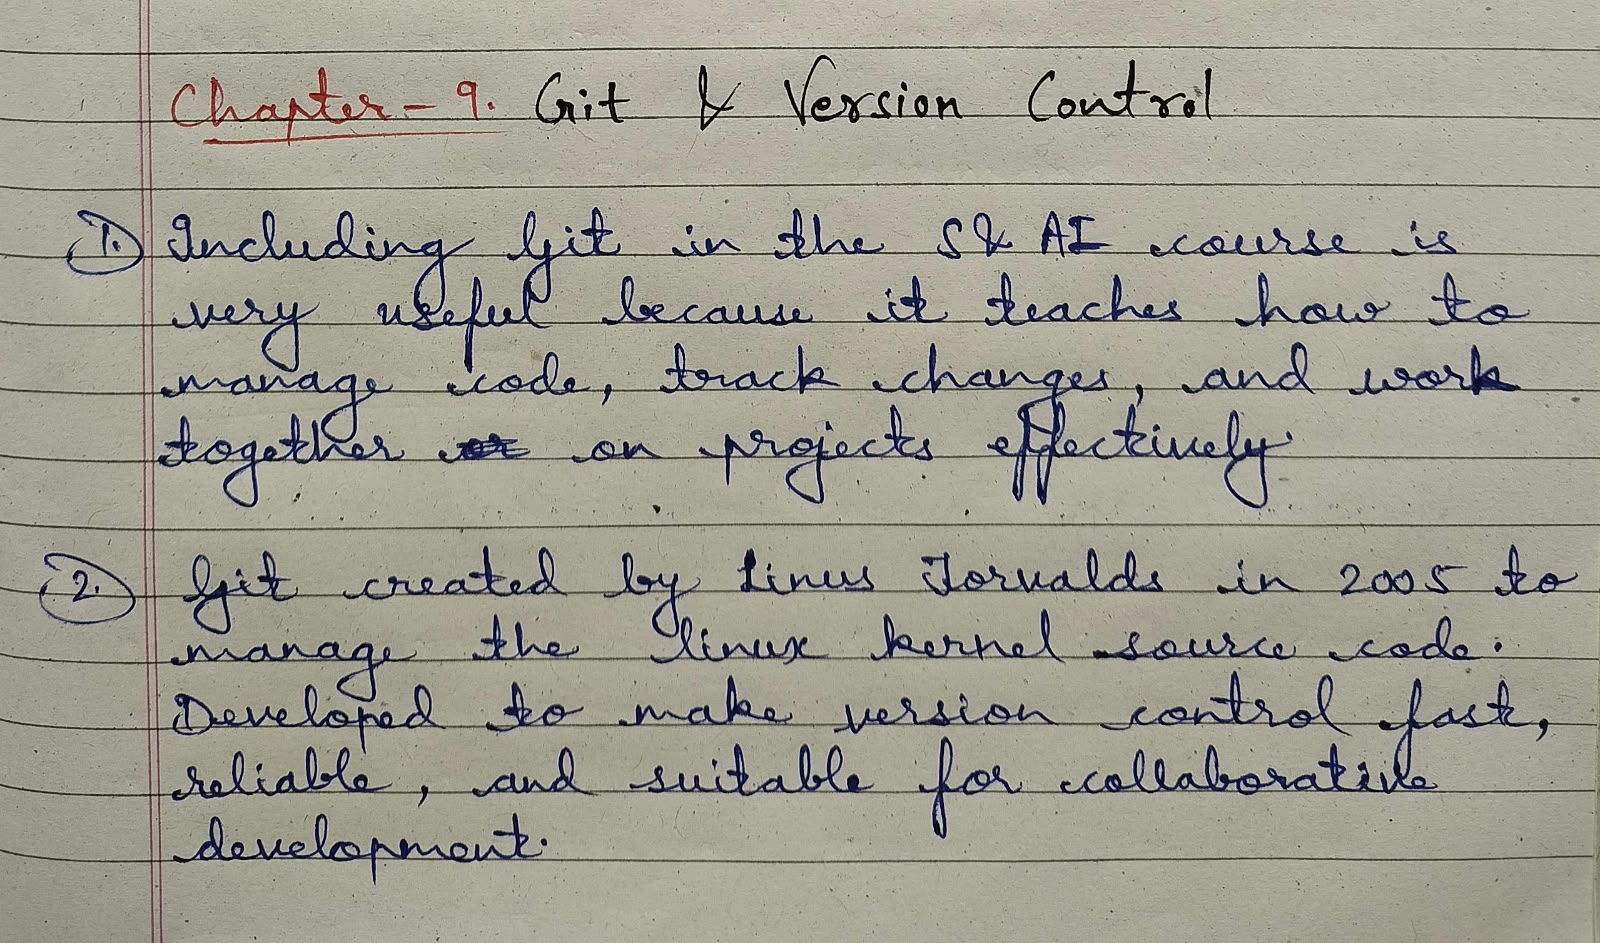 Chapter-9. Git & Version Control
1. Including Git in the S& AI course is
very useful because it teaches how to
manage code, track changes, and work
together on projects effectively
2. Git created by Linus Torvalds in 2005 to
manage the linux kernel source code.
Developed to make version control fast,
reliable, and suitable for collaborative
development.